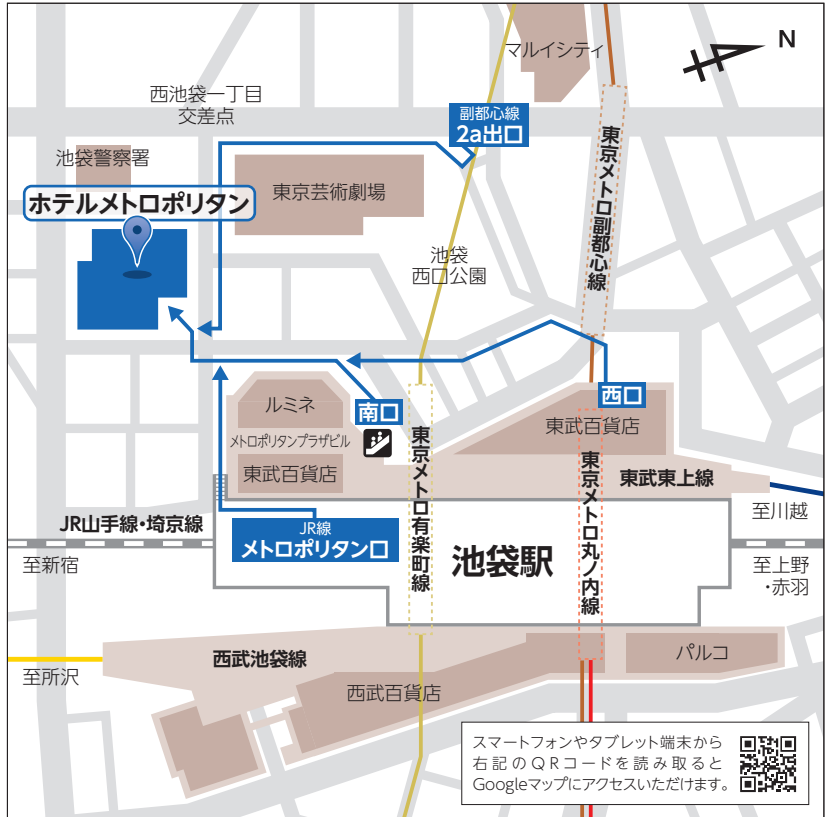 マルイシティ
N
西池袋一丁目
交差点
副都心線
2a出口
池袋警察署
東京芸術劇場
ホテルメトロポリタン
東京メトロ副都心線
池袋
西口公園
ルミネ
南口
西口
メトロポリタンプラザビル
東武百貨店
東武百貨店
東京メトロ有楽町線
東京メトロ丸ノ内線
東武東上線
至川越
JR山手線・埼京線
JR線
メトロポリタン口
池袋駅
至新宿
至上野
・赤羽
西武池袋線
パルコ
至所沢
西武百貨店
スマートフォンやタブレット端末から
右記のQRコードを読み取ると
Googleマップにアクセスいただけます。